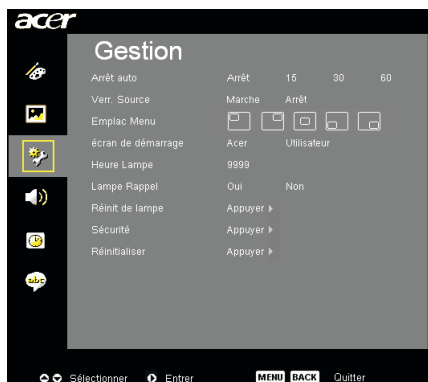 acer
Gestion
Arrêt auto Arrêt 15 30 60
Verr. Source Marche Arrêt
Emplac Menu
écran de démarrage Acer Utilisateur
Heure Lampe 9999
Lampe Rappel Oui Non
Réinit de lampe Appuyer
Sécurité Appuyer
Réinitialiser Appuyer
abc
Sélectionner Entrer MENU BACK Quitter